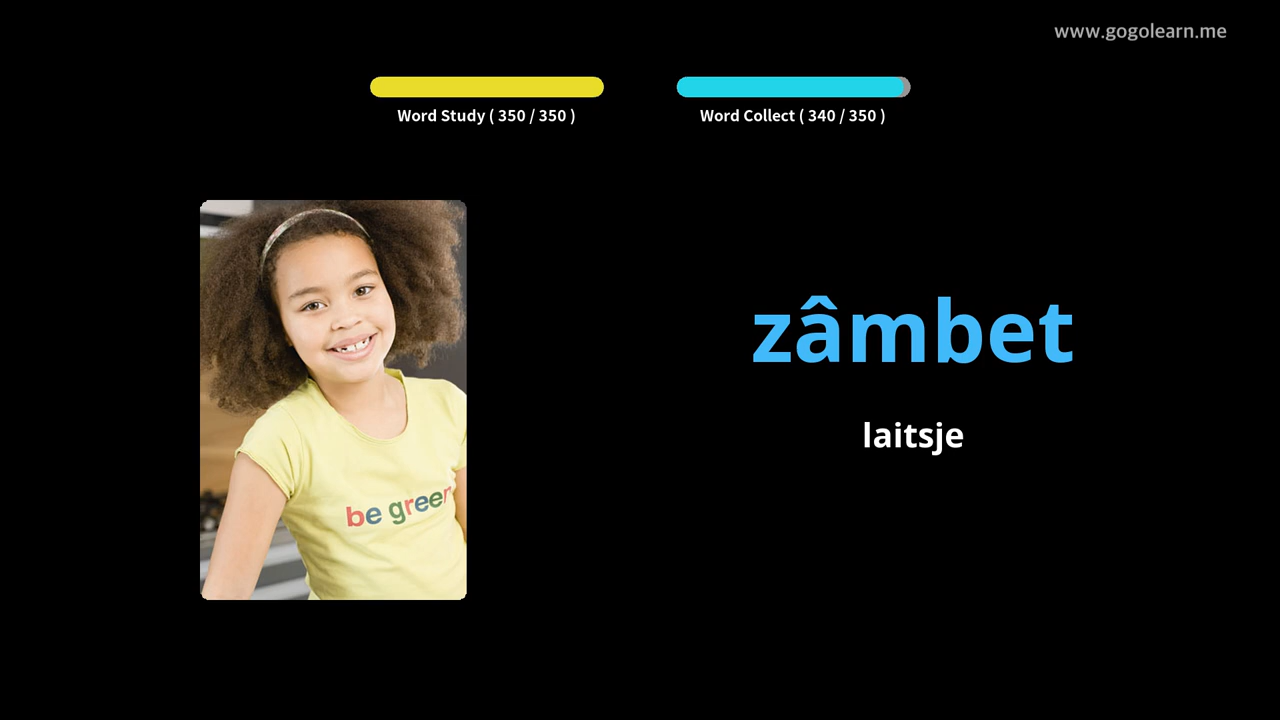 www.gogolearn.me
Word Study ( 350 / 350 )
Word Collect ( 340 / 350 )
zâmbet
laitsje
be green